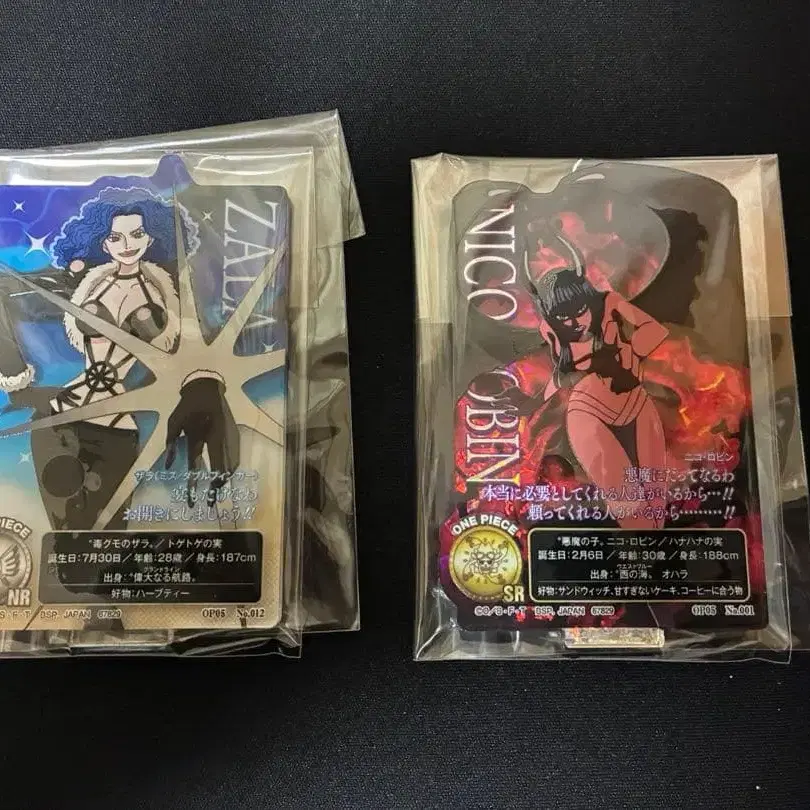 ZALA
ザラ(ミス・ダブルフィンガー)
お開きにしましょう!!
PIECE
NR
"毒グモのザラ。/トゲトゲの実
誕生日:7月30日/年齢:28歳/身長:187cm
グランドライン
出身:"偉大なる航路。
好物:ハーブティー
S・F・T BSP, JAPAN 67829 OP05 No.012
NICO
OBIN
ニコ・ロビン
悪魔にだってなるわ
本当に必要としてくれる人達がいるから…!!
頼ってくれる人がいるから………!!
ONE PIECE
SR
"悪魔の子。ニコ・ロビン/ハナハナの実
誕生日:2月6日/年齢:30歳/身長:188cm
ウエストブルー
出身:"西の海。 オハラ
好物:サンドウィッチ、甘すぎないケーキ、コーヒーに合う物
©O/S・F・T BSP, JAPAN 67829 OP05 No.001